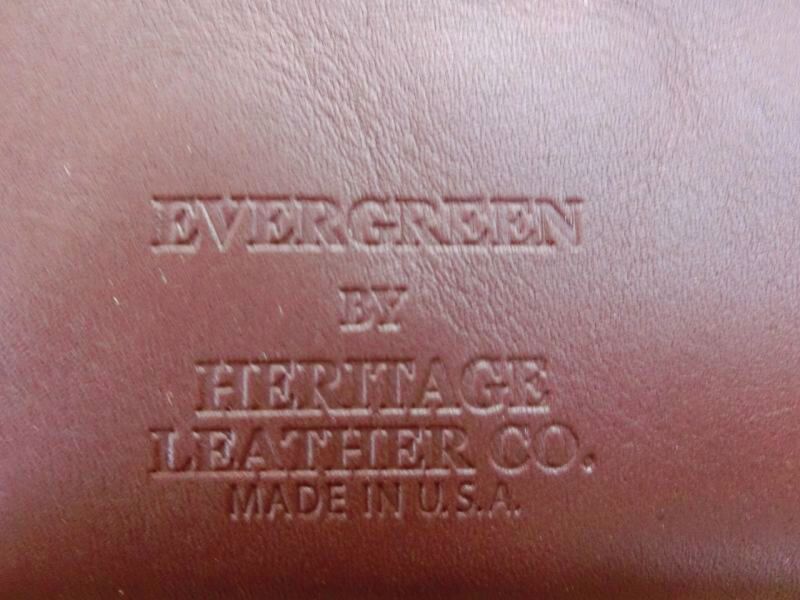 EVERGREEN
BY
HERITAGE
LEATHER CO.
MADE IN U.S.A.